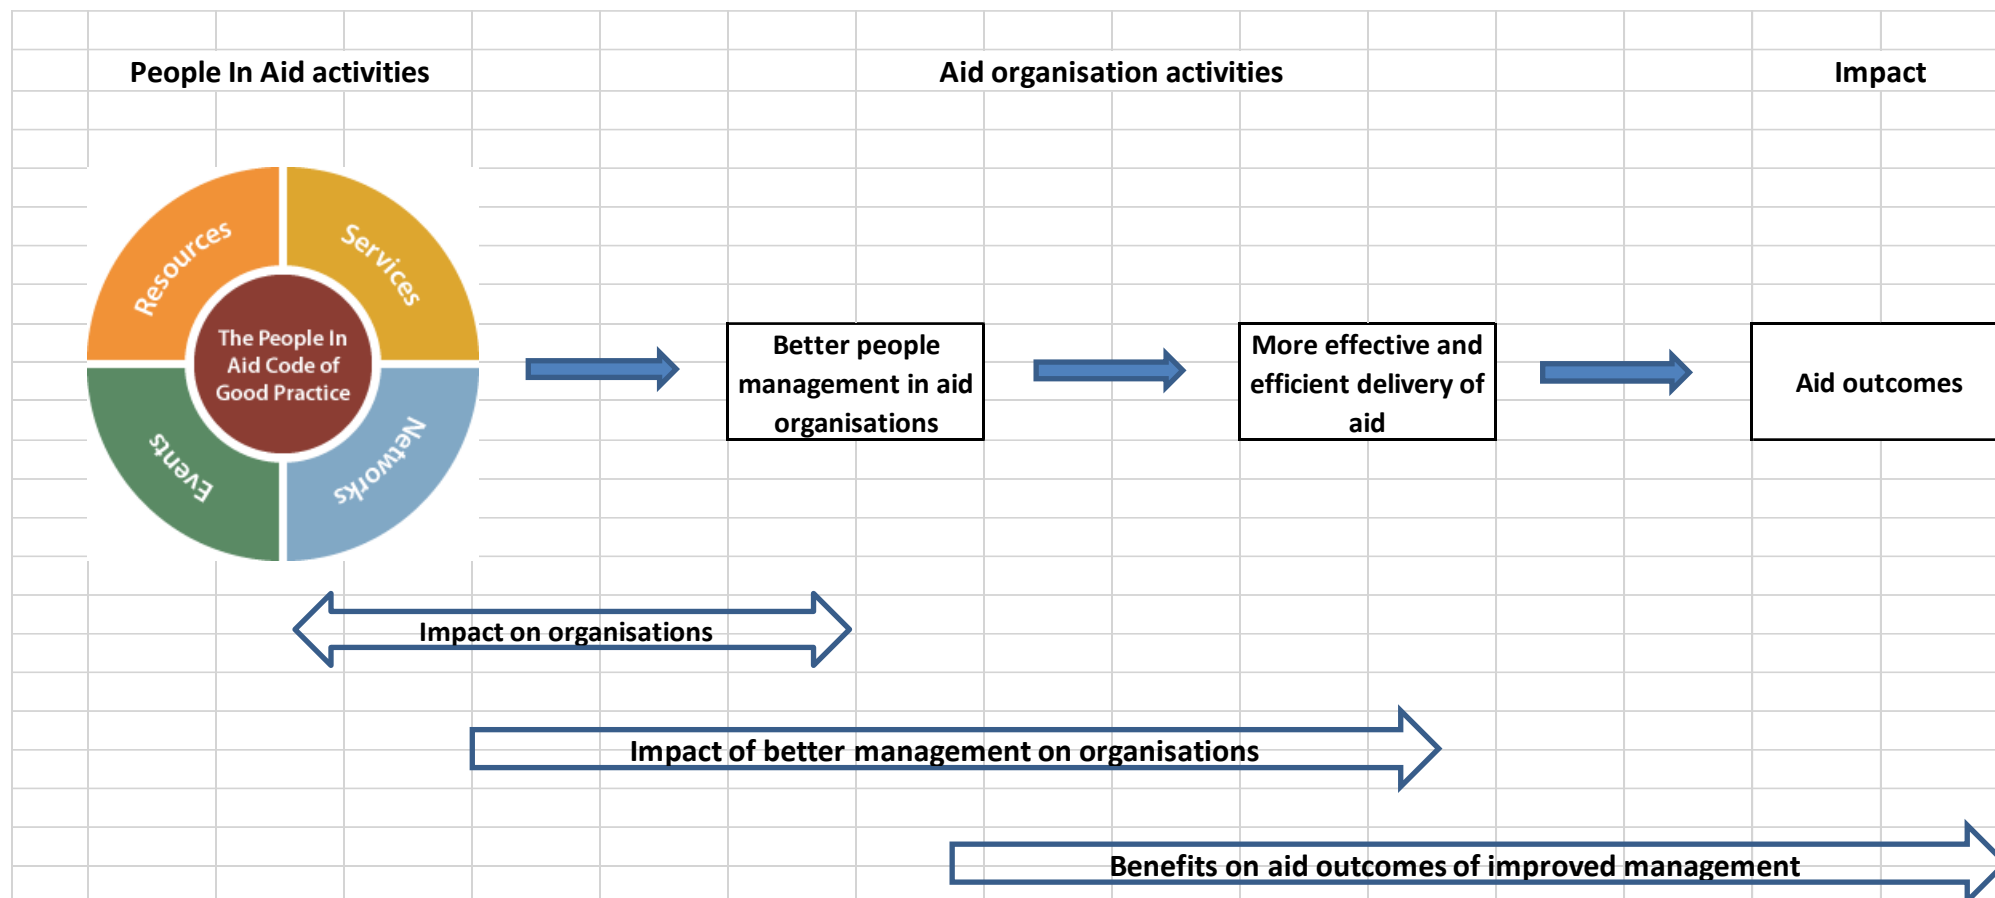 People In Aid activities
Aid organisation activities
Impact
Resources
Services
The People In
Aid Code of
Good Practice
Events
Networks
Better people
management in aid
organisations
More effective and
efficient delivery of
aid
Aid outcomes
Impact on organisations
Impact of better management on organisations
Benefits on aid outcomes of improved management